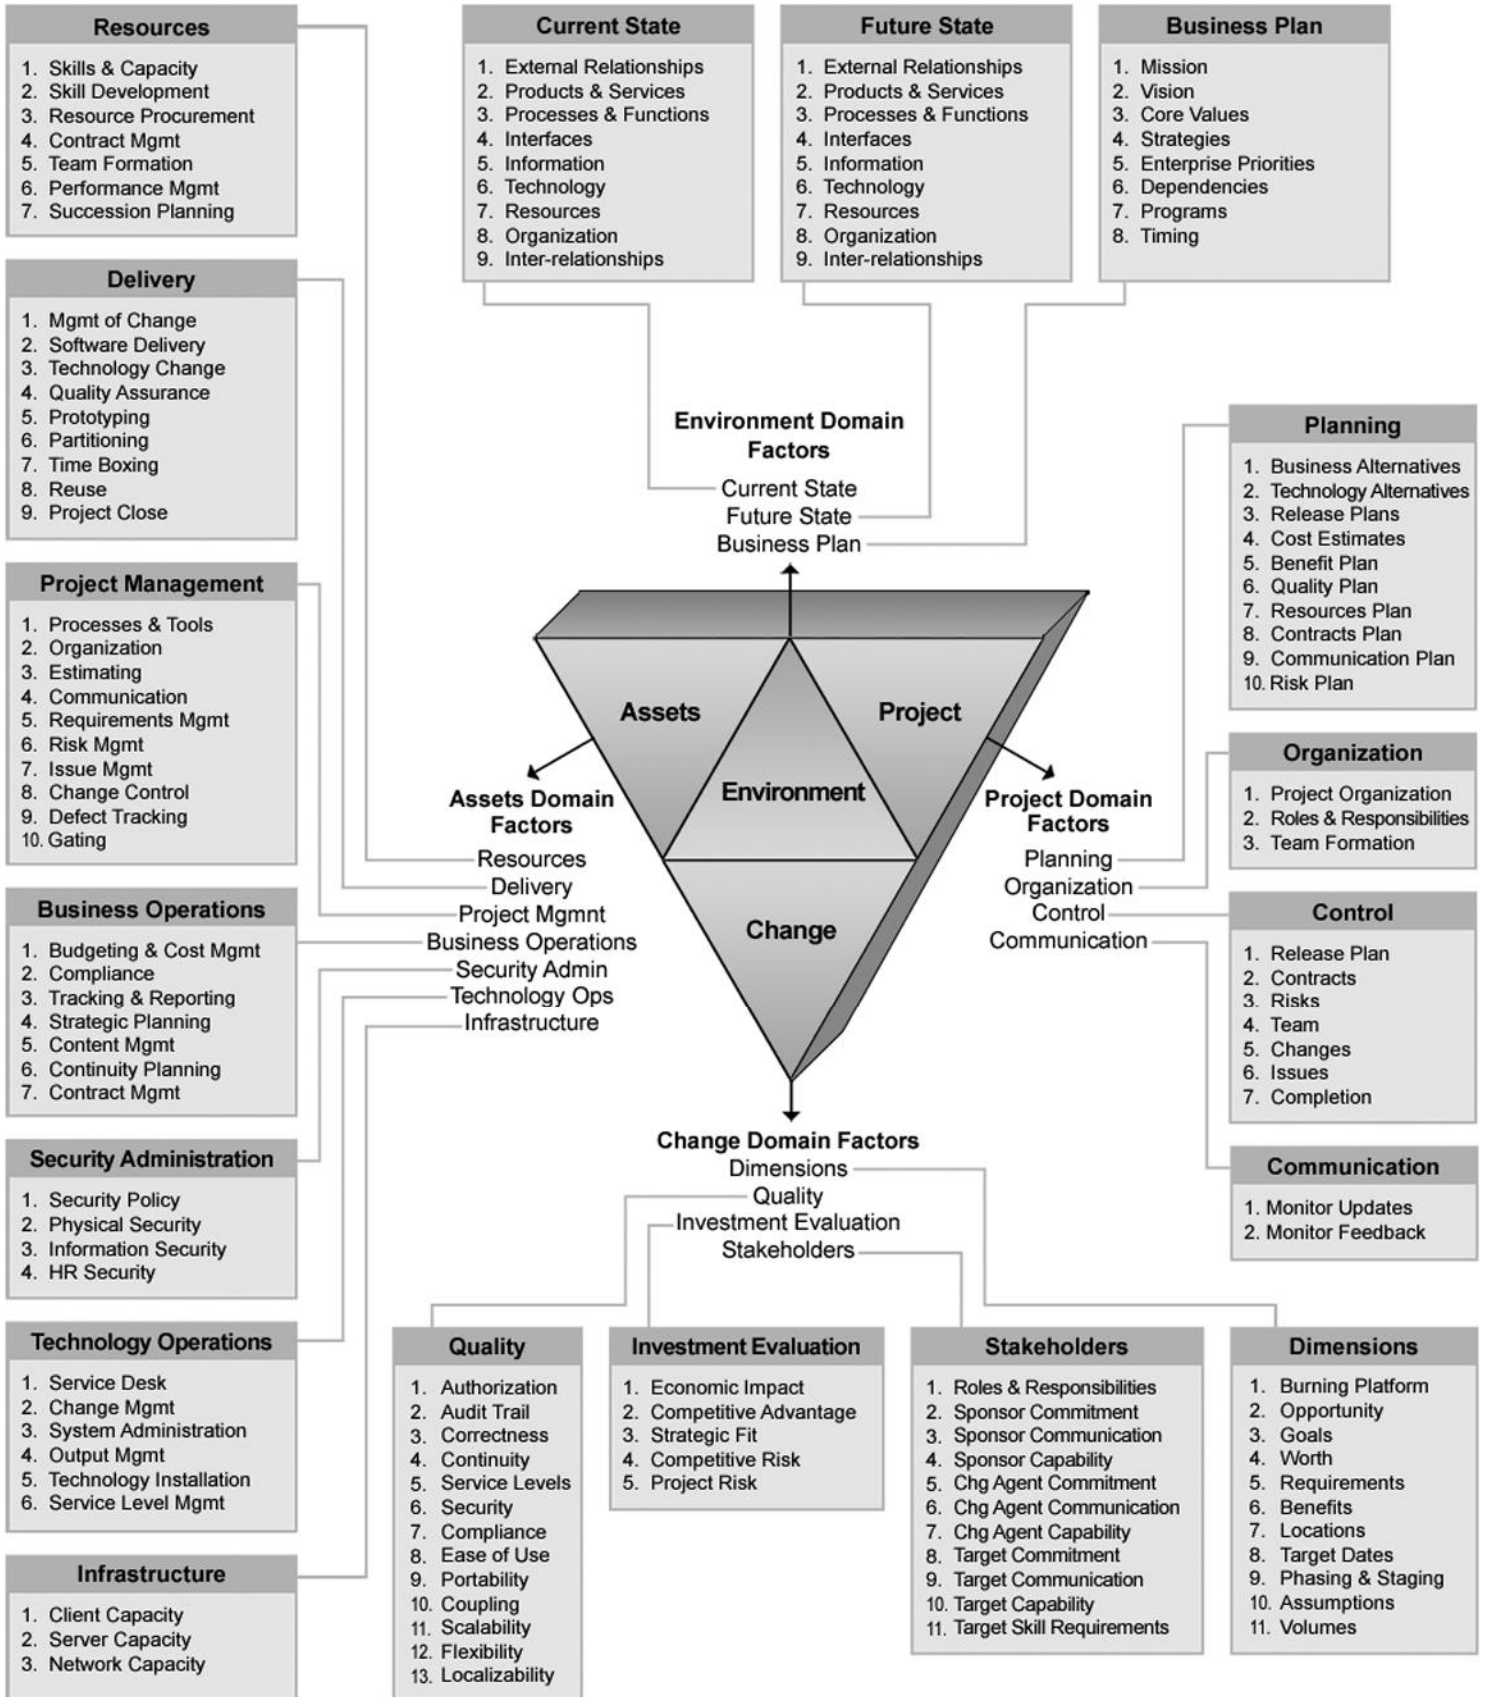 Resources
1. Skills & Capacity
2. Skill Development
3. Resource Procurement
4. Contract Mgmt
5. Team Formation
6. Performance Mgmt
7. Succession Planning
Delivery
1. Mgmt of Change
2. Software Delivery
3. Technology Change
4. Quality Assurance
5. Prototyping
6. Partitioning
7. Time Boxing
8. Reuse
9. Project Close
Project Management
1. Processes & Tools
2. Organization
3. Estimating
4. Communication
5. Requirements Mgmt
6. Risk Mgmt
7. Issue Mgmt
8. Change Control
9. Defect Tracking
10. Gating
Business Operations
1. Budgeting & Cost Mgmt
2. Compliance
3. Tracking & Reporting
4. Strategic Planning
5. Content Mgmt
6. Continuity Planning
7. Contract Mgmt
Security Administration
1. Security Policy
2. Physical Security
3. Information Security
4. HR Security
Technology Operations
1. Service Desk
2. Change Mgmt
3. System Administration
4. Output Mgmt
5. Technology Installation
6. Service Level Mgmt
Infrastructure
1. Client Capacity
2. Server Capacity
3. Network Capacity
Current State
1. External Relationships
2. Products & Services
3. Processes & Functions
4. Interfaces
5. Information
6. Technology
7. Resources
8. Organization
9. Inter-relationships
Future State
1. External Relationships
2. Products & Services
3. Processes & Functions
4. Interfaces
5. Information
6. Technology
7. Resources
8. Organization
9. Inter-relationships
Business Plan
1. Mission
2. Vision
3. Core Values
4. Strategies
5. Enterprise Priorities
6. Dependencies
7. Programs
8. Timing
Environment Domain
Factors
Current State
Future State
Business Plan
Assets
Project
Environment
Change
Assets Domain
Factors
Resources
Delivery
Project Mgmnt
Business Operations
Security Admin
Technology Ops
Infrastructure
Project Domain
Factors
Planning
Organization
Control
Communication
Change Domain Factors
Dimensions
Quality
Investment Evaluation
Stakeholders
Planning
1. Business Alternatives
2. Technology Alternatives
3. Release Plans
4. Cost Estimates
5. Benefit Plan
6. Quality Plan
7. Resources Plan
8. Contracts Plan
9. Communication Plan
10. Risk Plan
Organization
1. Project Organization
2. Roles & Responsibilities
3. Team Formation
Control
1. Release Plan
2. Contracts
3. Risks
4. Team
5. Changes
6. Issues
7. Completion
Communication
1. Monitor Updates
2. Monitor Feedback
Quality
1. Authorization
2. Audit Trail
3. Correctness
4. Continuity
5. Service Levels
6. Security
7. Compliance
8. Ease of Use
9. Portability
10. Coupling
11. Scalability
12. Flexibility
13. Localizability
Investment Evaluation
1. Economic Impact
2. Competitive Advantage
3. Strategic Fit
4. Competitive Risk
5. Project Risk
Stakeholders
1. Roles & Responsibilities
2. Sponsor Commitment
3. Sponsor Communication
4. Sponsor Capability
5. Chg Agent Commitment
6. Chg Agent Communication
7. Chg Agent Capability
8. Target Commitment
9. Target Communication
10. Target Capability
11. Target Skill Requirements
Dimensions
1. Burning Platform
2. Opportunity
3. Goals
4. Worth
5. Requirements
6. Benefits
7. Locations
8. Target Dates
9. Phasing & Staging
10. Assumptions
11. Volumes